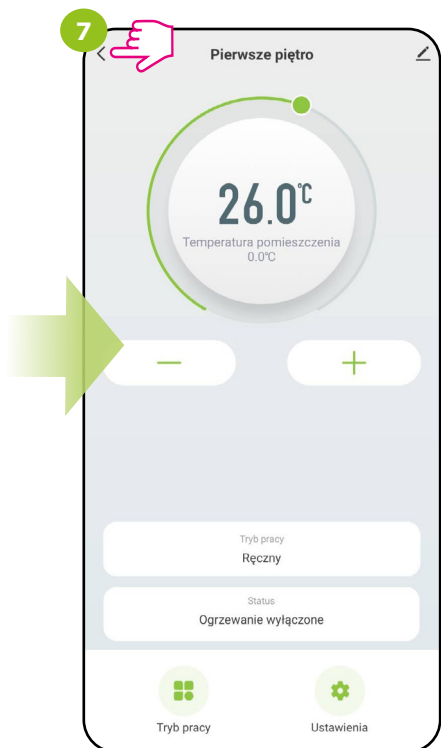 7
Pierwsze piętro
26.0°C
Temperatura pomieszczenia
0.0°C
Tryb pracy
Ręczny
Status
Ogrzewanie wyłączone
Tryb pracy
Ustawienia